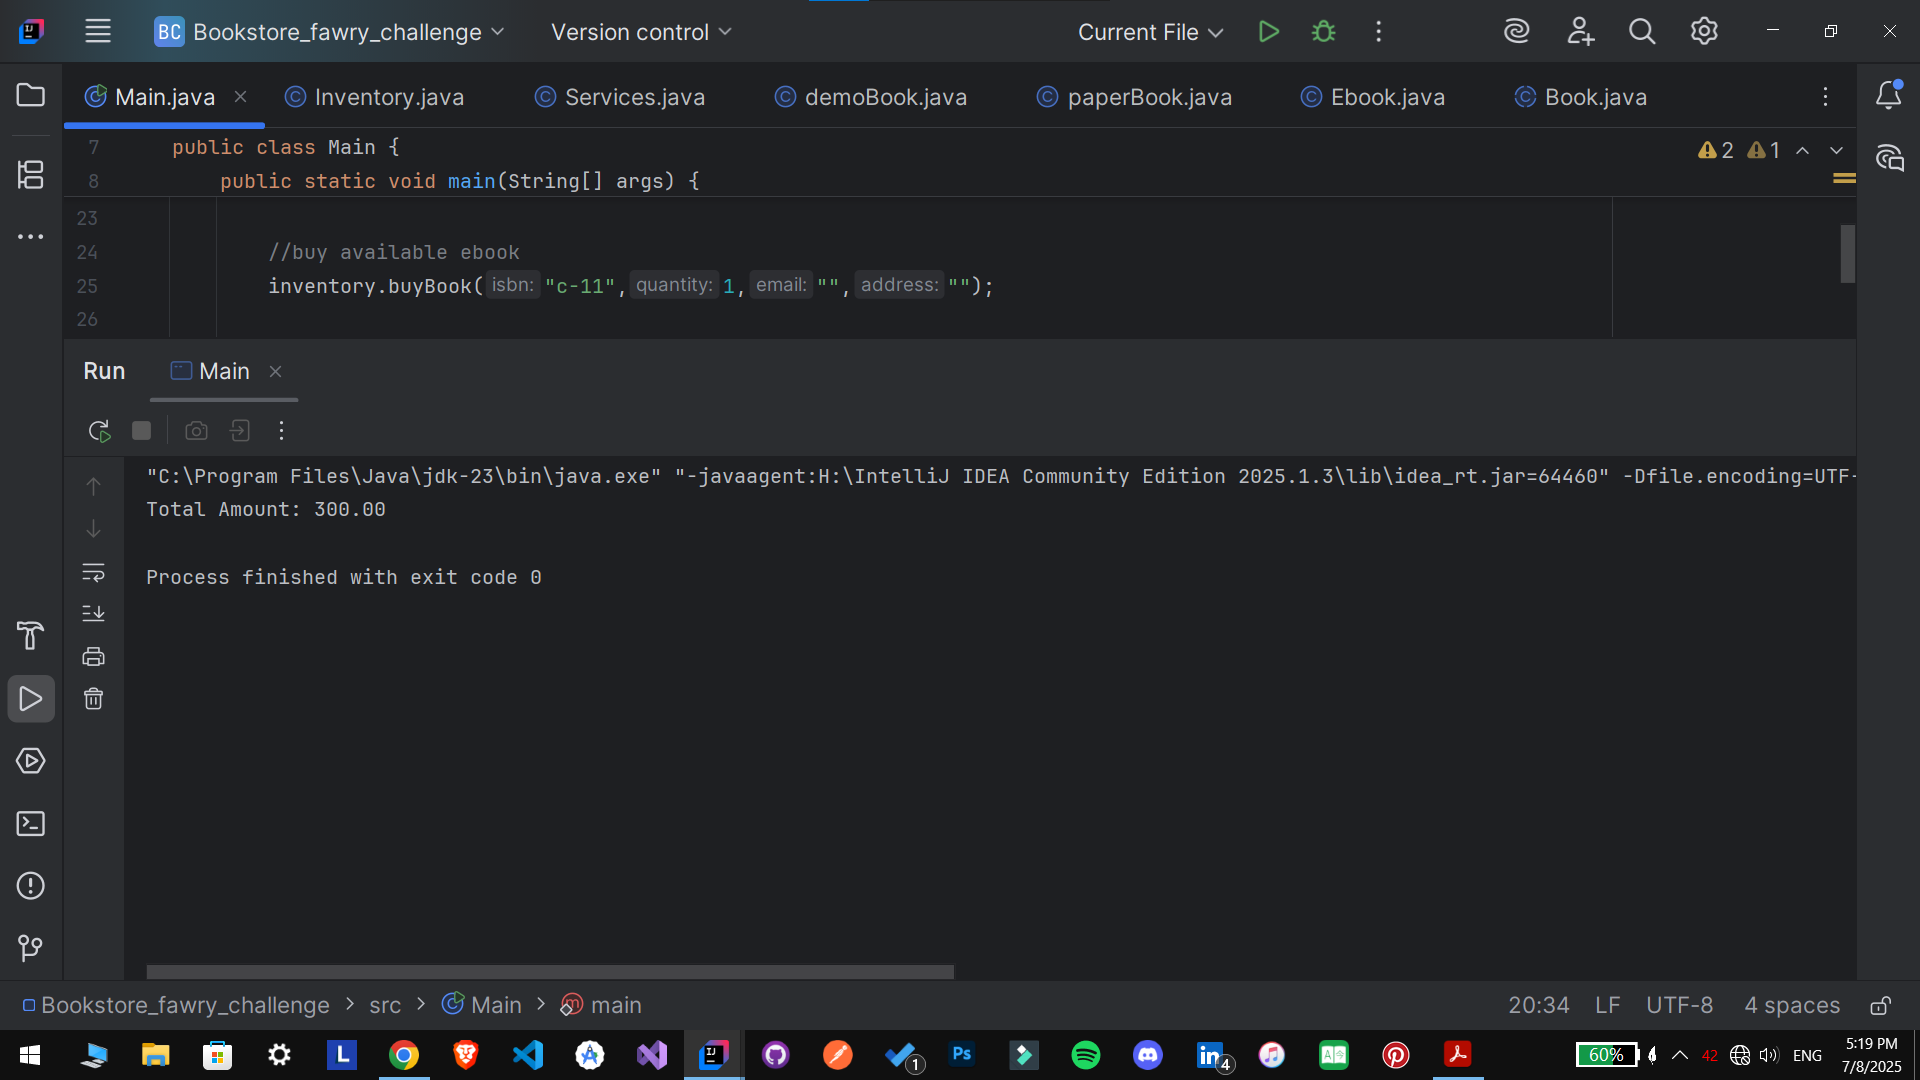 BC Bookstore_fawry_challenge Version control Current File
Main.java Inventory.java Services.java demoBook.java paperBook.java Ebook.java Book.java
7 public class Main {
2 1
8 public static void main(String[] args) {
23
24 //buy available ebook
25 inventory.buyBook( isbn: "c-11", quantity: 1, email: "", address: "");
26
Run Main
"C:\Program Files\Java\jdk-23\bin\java.exe" "-javaagent:H:\IntelliJ IDEA Community Edition 2025.1.3\lib\idea_rt.jar=64460" -Dfile.encoding=UTF-
Total Amount: 300.00
Process finished with exit code 0
Bookstore_fawry_challenge > src > Main > main 20:34 LF UTF-8 4 spaces
60% 42 ENG 5:19 PM
7/8/2025